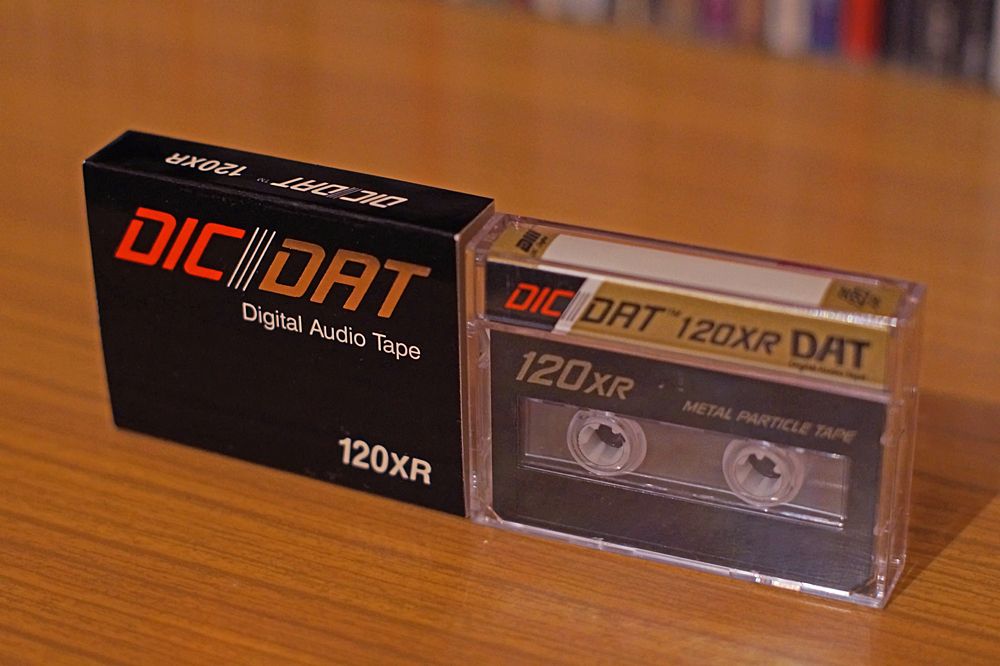 DIC///DAT™ 120XR
DIC///DAT
Digital Audio Tape
120XR
DIC//DAT™ 120XR DAT
Digital Audio Tape
120XR
METAL PARTICLE TAPE